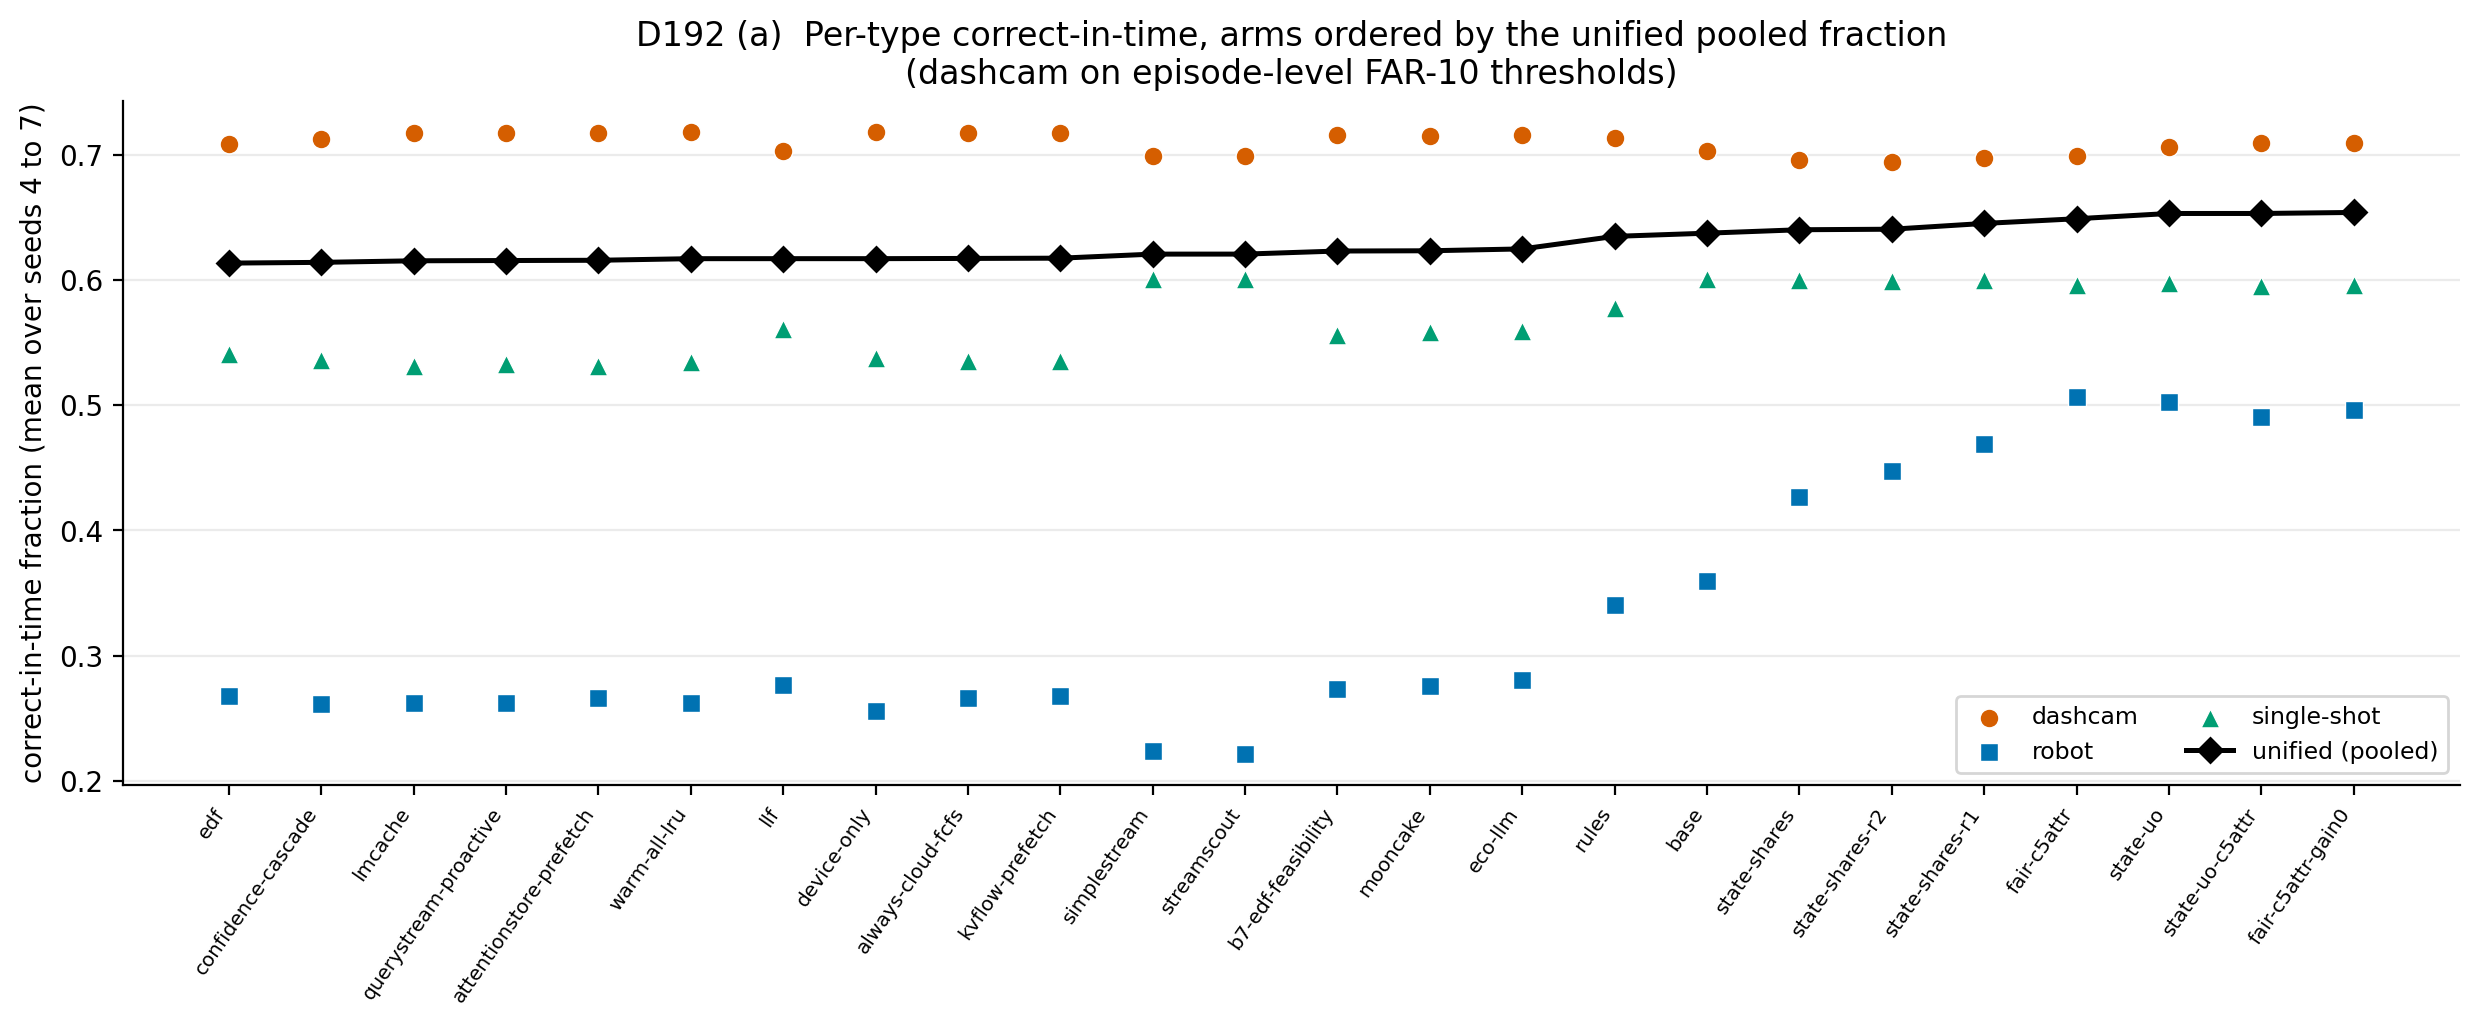 D192 (a)  Per-type correct-in-time, arms ordered by the unified pooled fraction
(dashcam on episode-level FAR-10 thresholds)
correct-in-time fraction (mean over seeds 4 to 7)
0.7
0.6
0.5
0.4
0.3
0.2
dashcam
robot
single-shot
unified (pooled)
edf
confidence-cascade
lmcache
querystream-proactive
attentionstore-prefetch
warm-all-lru
llf
device-only
always-cloud-fcfs
kvflow-prefetch
simplestream
streamscout
b7-edf-feasibility
mooncake
eco-llm
rules
base
state-shares
state-shares-r2
state-shares-r1
fair-c5attr
state-uo
state-uo-c5attr
fair-c5attr-gain0